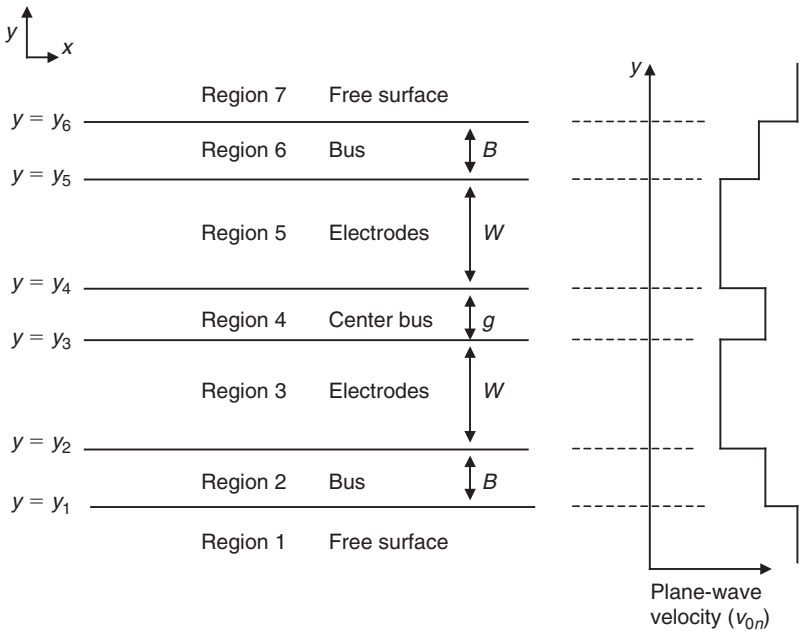 y
x
Region 7 Free surface
y
y = y₆
Region 6 Bus B
y = y₅
Region 5 Electrodes W
y = y₄
Region 4 Center bus g
y = y₃
Region 3 Electrodes W
y = y₂
Region 2 Bus B
y = y₁
Region 1 Free surface
Plane-wave
velocity (v₀ₙ)